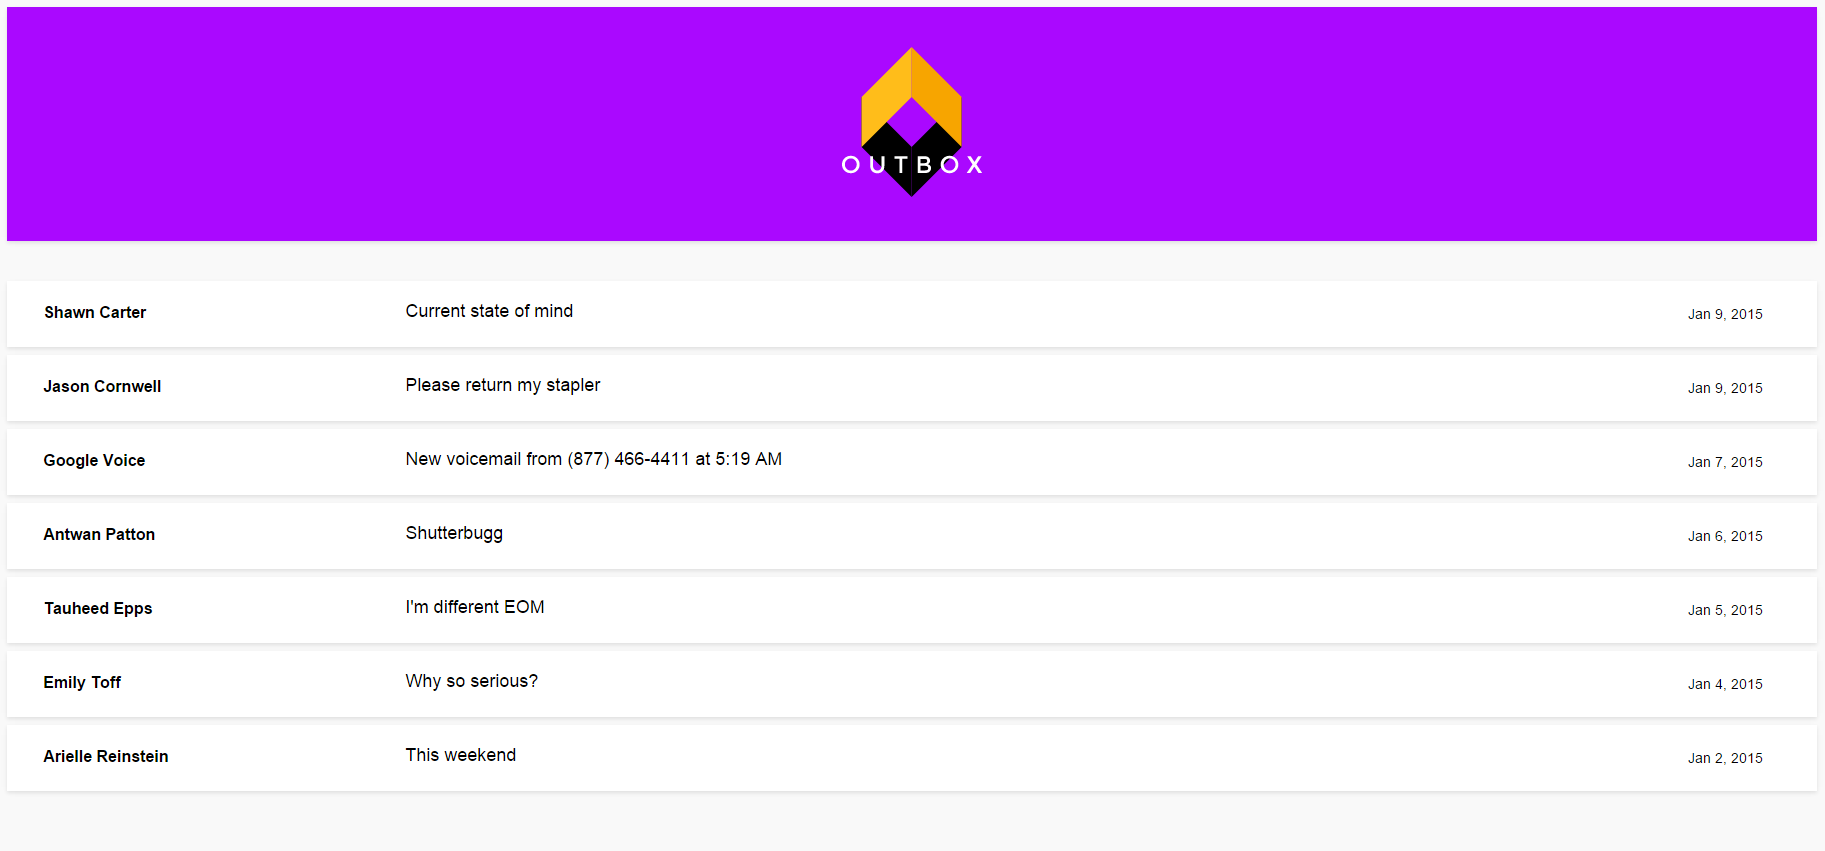 OUTBOX
Shawn Carter Current state of mind Jan 9, 2015
Jason Cornwell Please return my stapler Jan 9, 2015
Google Voice New voicemail from (877) 466-4411 at 5:19 AM Jan 7, 2015
Antwan Patton Shutterbugg Jan 6, 2015
Tauheed Epps I'm different EOM Jan 5, 2015
Emily Toff Why so serious? Jan 4, 2015
Arielle Reinstein This weekend Jan 2, 2015